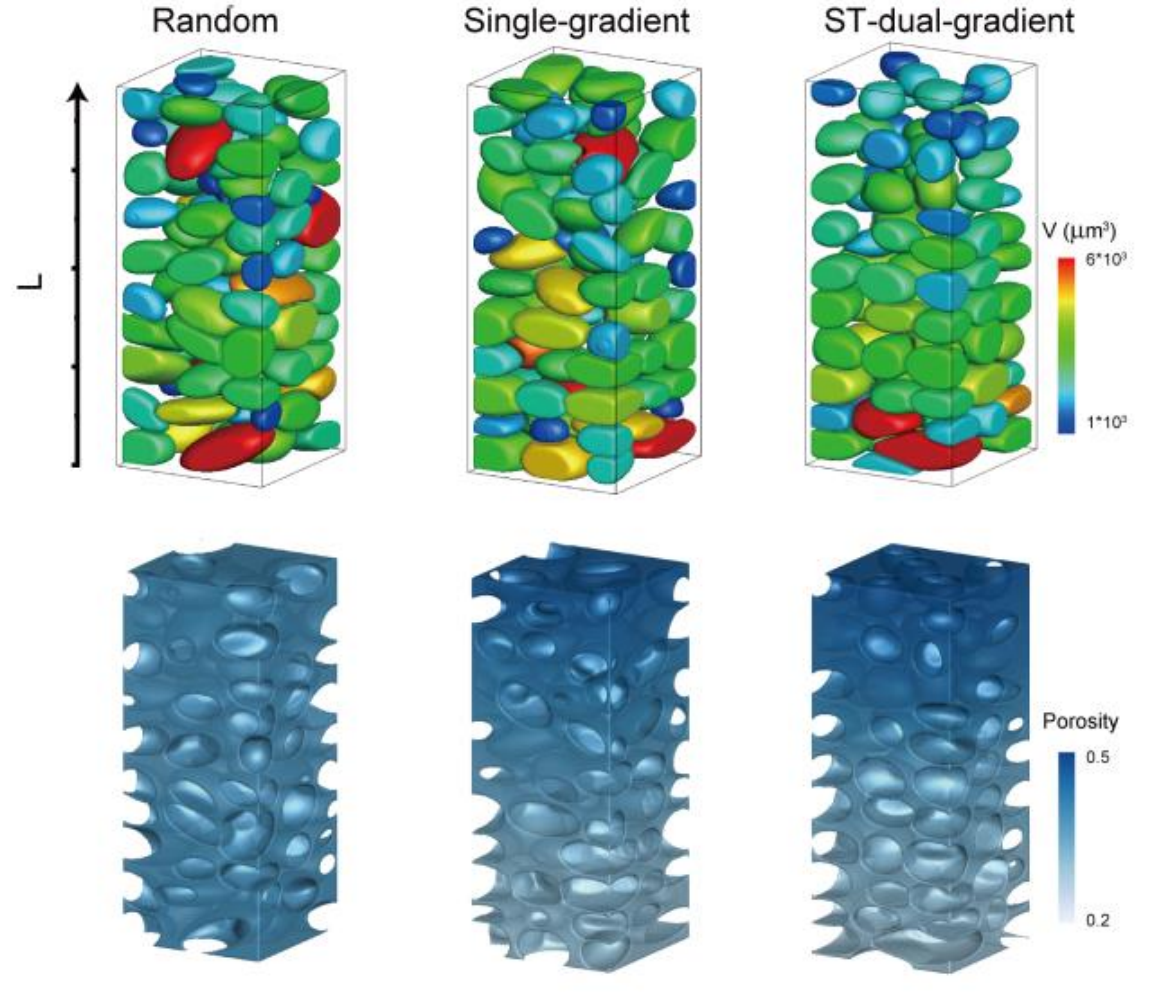 Random
Single-gradient
ST-dual-gradient
L
V (μm³)
6*10³
1*10³
Porosity
0.5
0.2